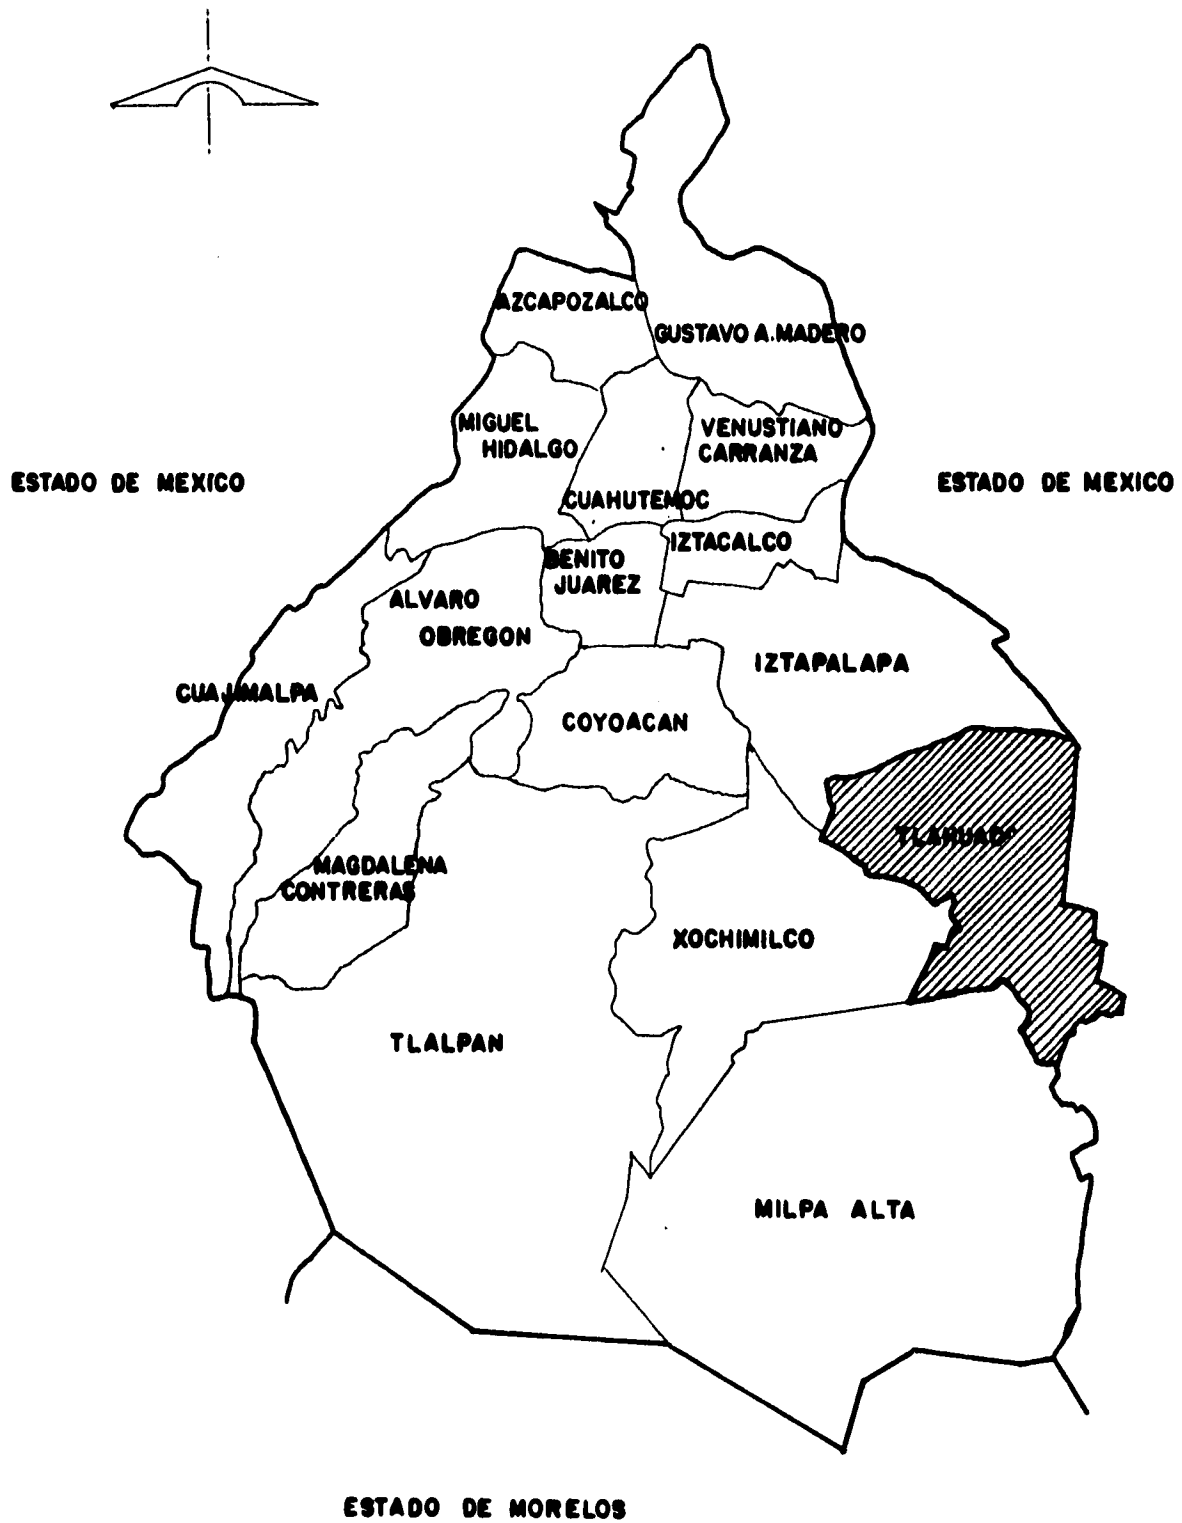 AZCAPOZALCO
GUSTAVO A. MADERO
MIGUEL
HIDALGO
VENUSTIANO
CARRANZA
ESTADO DE MEXICO
ESTADO DE MEXICO
CUAHUTEMOC
BENITO
JUAREZ
IZTACALCO
ALVARO
OBREGON
IZTAPALAPA
CUAJIMALPA
COYOACAN
TLAHUAC
MAGDALENA
CONTRERAS
XOCHIMILCO
TLALPAN
MILPA ALTA
ESTADO DE MORELOS